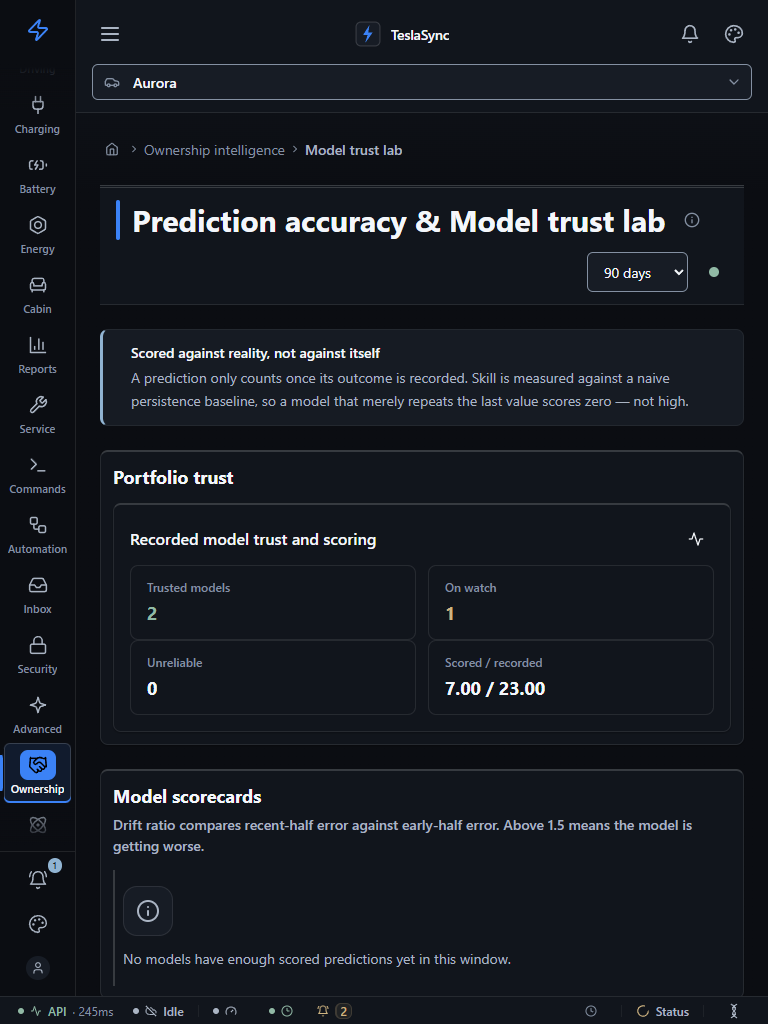 TeslaSync
Aurora
Driving
Charging
Battery
Energy
Cabin
Reports
Service
Commands
Automation
Inbox
Security
Advanced
Ownership
1
Ownership intelligence > Model trust lab
Prediction accuracy & Model trust lab
90 days
Scored against reality, not against itself
A prediction only counts once its outcome is recorded. Skill is measured against a naive
persistence baseline, so a model that merely repeats the last value scores zero — not high.
Portfolio trust
Recorded model trust and scoring
Trusted models
2
On watch
1
Unreliable
0
Scored / recorded
7.00 / 23.00
Model scorecards
Drift ratio compares recent-half error against early-half error. Above 1.5 means the model is
getting worse.
No models have enough scored predictions yet in this window.
API · 245ms
Idle
2
Status